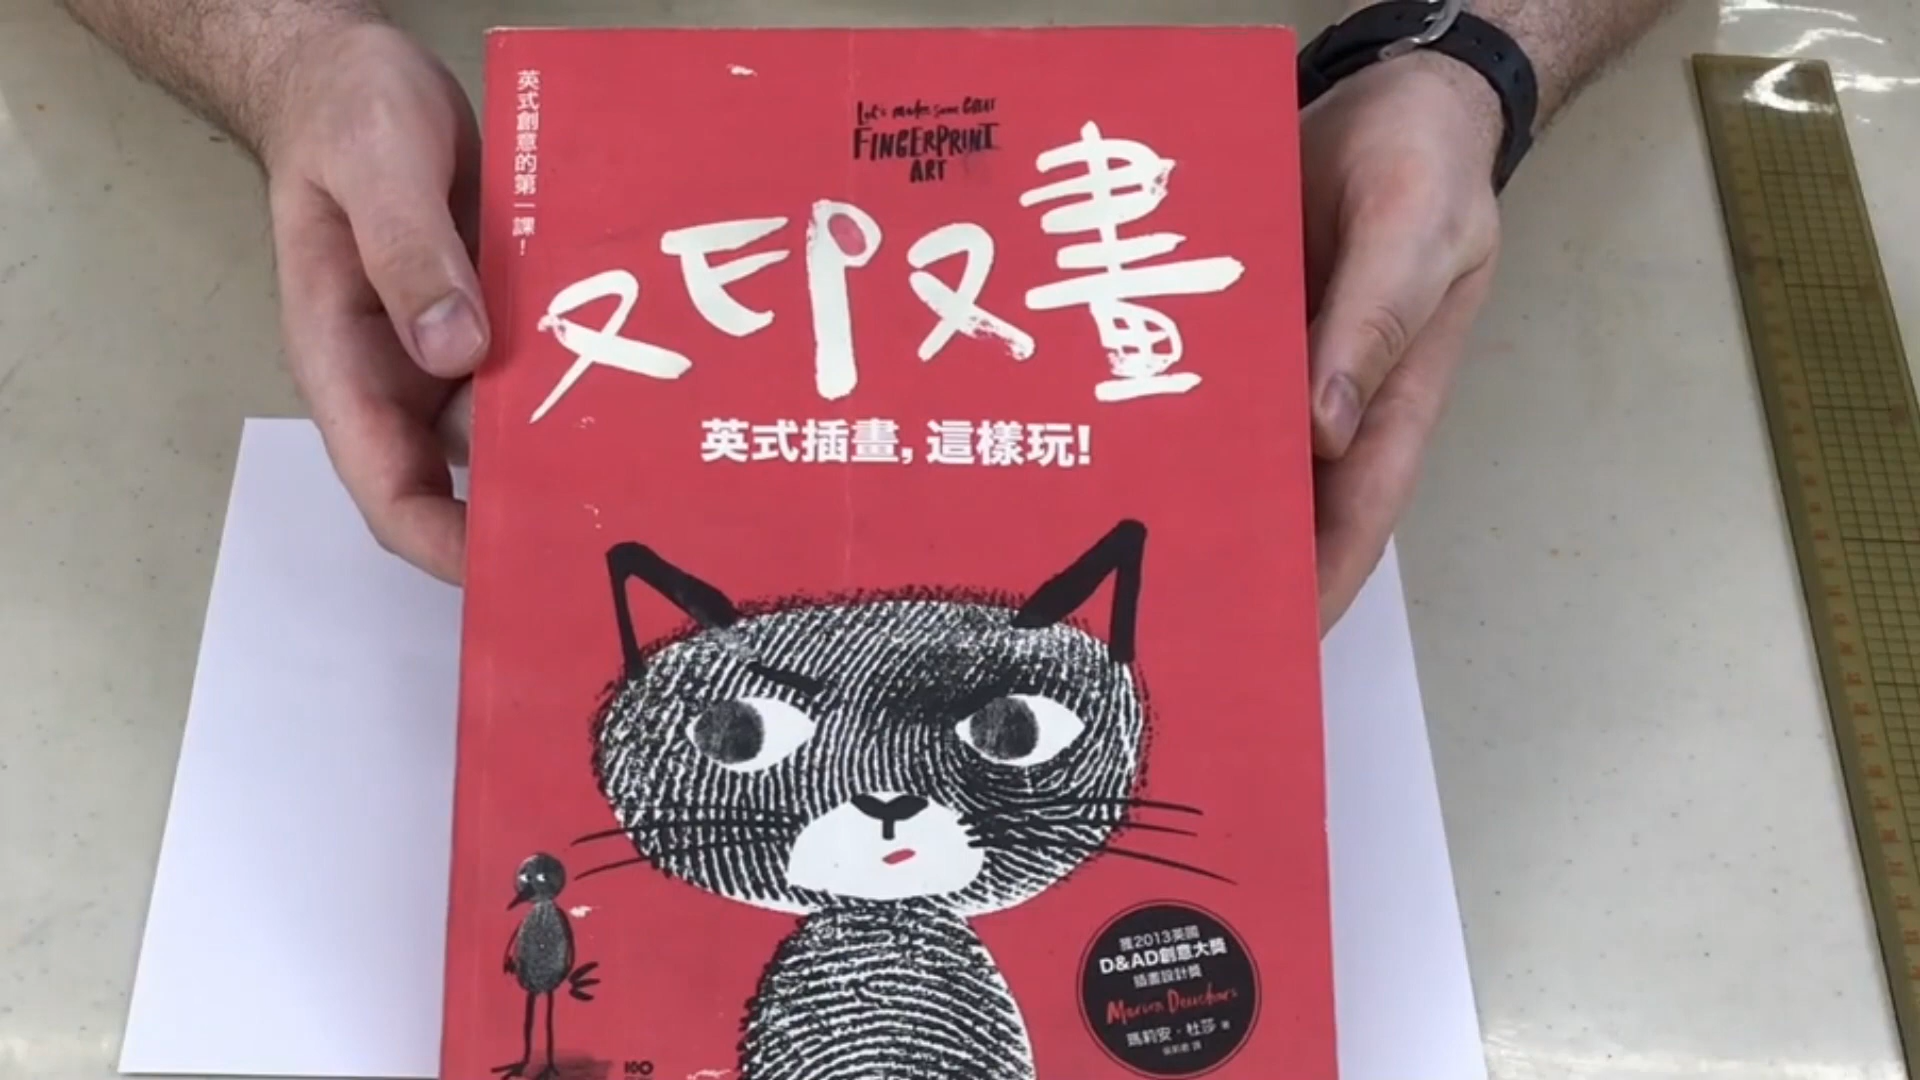 英式創意的第一課！
Let's make some GREAT
FINGERPRINT
ART
又印又畫
英式插畫，這樣玩！
獲2013英國
D&AD創意大獎
插畫設計獎
Marion Deuchars
瑪莉安・杜莎 著